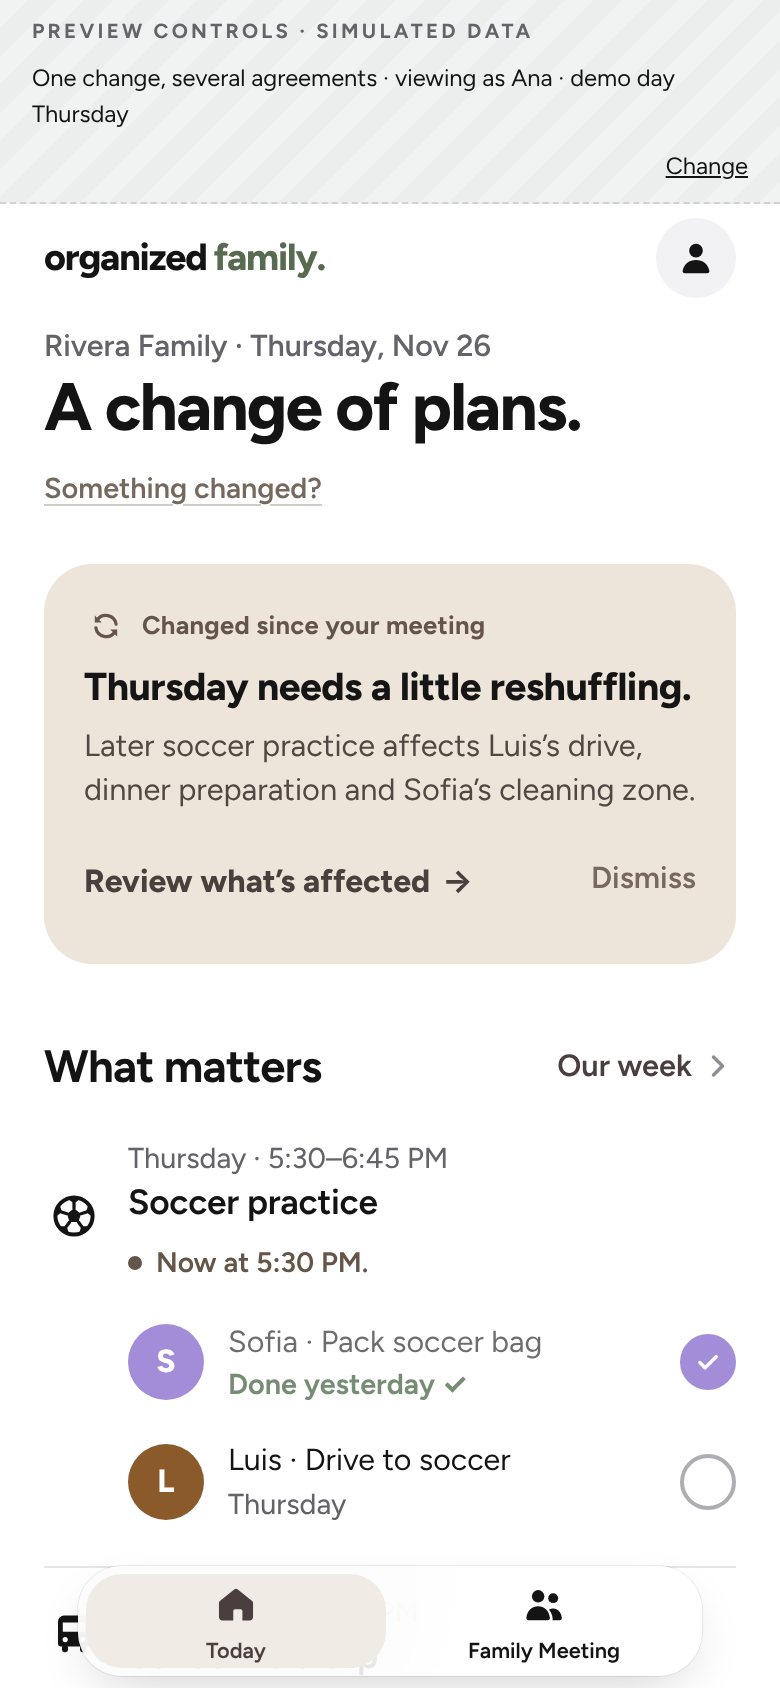 PREVIEW CONTROLS · SIMULATED DATA
One change, several agreements · viewing as Ana · demo day
Thursday
Change
organized family.
Rivera Family · Thursday, Nov 26
A change of plans.
Something changed?
Changed since your meeting
Thursday needs a little reshuffling.
Later soccer practice affects Luis’s drive,
dinner preparation and Sofia’s cleaning zone.
Review what’s affected →
Dismiss
What matters
Our week
Thursday · 5:30–6:45 PM
Soccer practice
Now at 5:30 PM.
S
Sofia · Pack soccer bag
Done yesterday ✓
L
Luis · Drive to soccer
Thursday
Today
Family Meeting